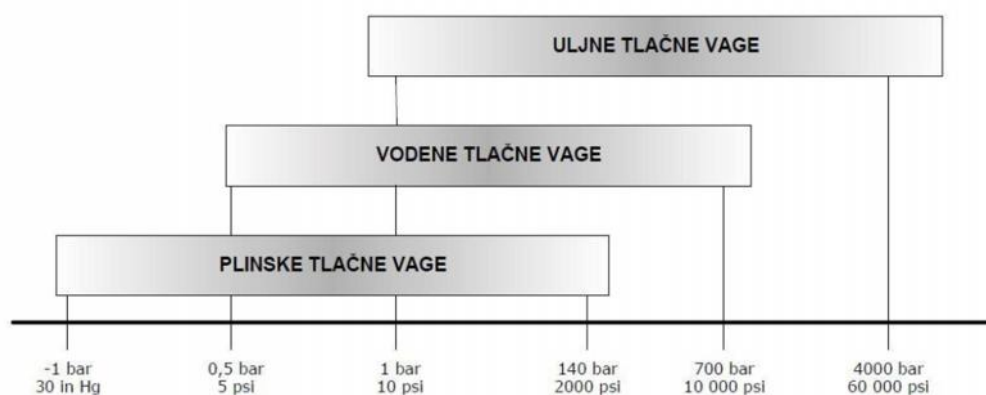 ULJNE TLAČNE VAGE
VODENE TLAČNE VAGE
PLINSKE TLAČNE VAGE
-1 bar
30 in Hg
0,5 bar
5 psi
1 bar
10 psi
140 bar
2000 psi
700 bar
10 000 psi
4000 bar
60 000 psi